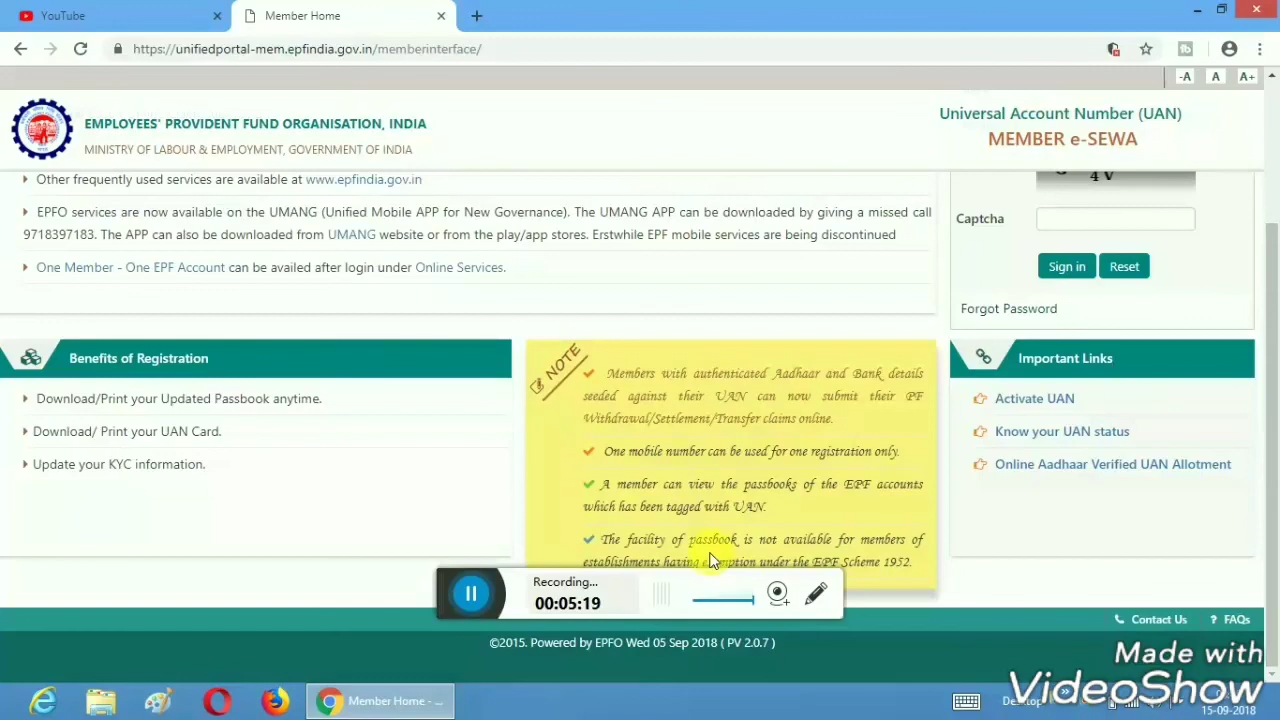 YouTube
Member Home
https://unifiedportal-mem.epfindia.gov.in/memberinterface/
-A A A+
EMPLOYEES' PROVIDENT FUND ORGANISATION, INDIA
MINISTRY OF LABOUR & EMPLOYMENT, GOVERNMENT OF INDIA
Universal Account Number (UAN)
MEMBER e-SEWA
Other frequently used services are available at www.epfindia.gov.in
EPFO services are now available on the UMANG (Unified Mobile APP for New Governance). The UMANG APP can be downloaded by giving a missed call
9718397183. The APP can also be downloaded from UMANG website or from the play/app stores. Erstwhile EPF mobile services are being discontinued
One Member - One EPF Account can be availed after login under Online Services.
4 V
Captcha
Sign in Reset
Forgot Password
Benefits of Registration
Download/Print your Updated Passbook anytime.
Download/ Print your UAN Card.
Update your KYC information.
NOTE
Members with authenticated Aadhaar and Bank details
seeded against their UAN can now submit their PF
Withdrawal/Settlement/Transfer claims online.
One mobile number can be used for one registration only.
A member can view the passbooks of the EPF accounts
which has been tagged with UAN.
The facility of passbook is not available for members of
establishments having exemption under the EPF Scheme 1952.
Important Links
Activate UAN
Know your UAN status
Online Aadhaar Verified UAN Allotment
Recording...
00:05:19
Contact Us ? FAQs
©2015. Powered by EPFO Wed 05 Sep 2018 ( PV 2.0.7 )
Made with
VideoShow
Member Home - ...
15-09-2018